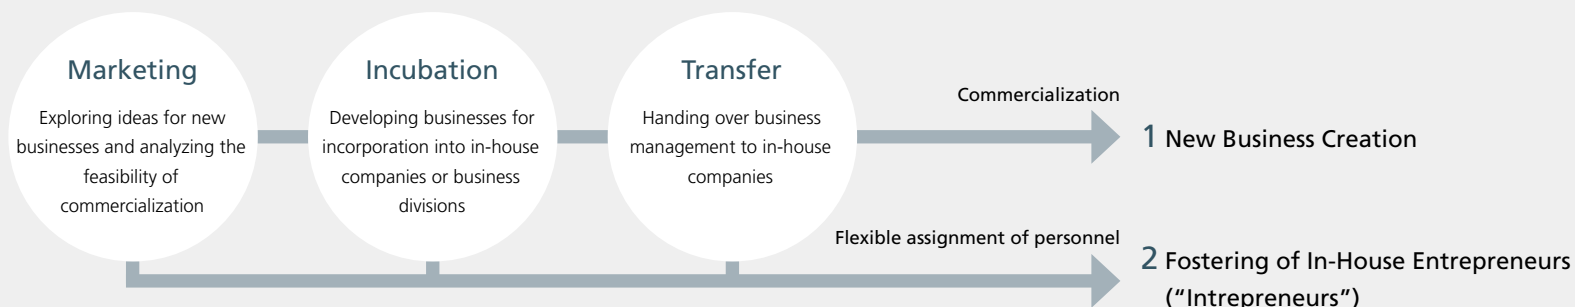 Marketing
Exploring ideas for new
businesses and analyzing the
feasibility of
commercialization
Incubation
Developing businesses for
incorporation into in-house
companies or business
divisions
Transfer
Handing over business
management to in-house
companies
Commercialization
1 New Business Creation
Flexible assignment of personnel
2 Fostering of In-House Entrepreneurs
(“Intrepreneurs”)